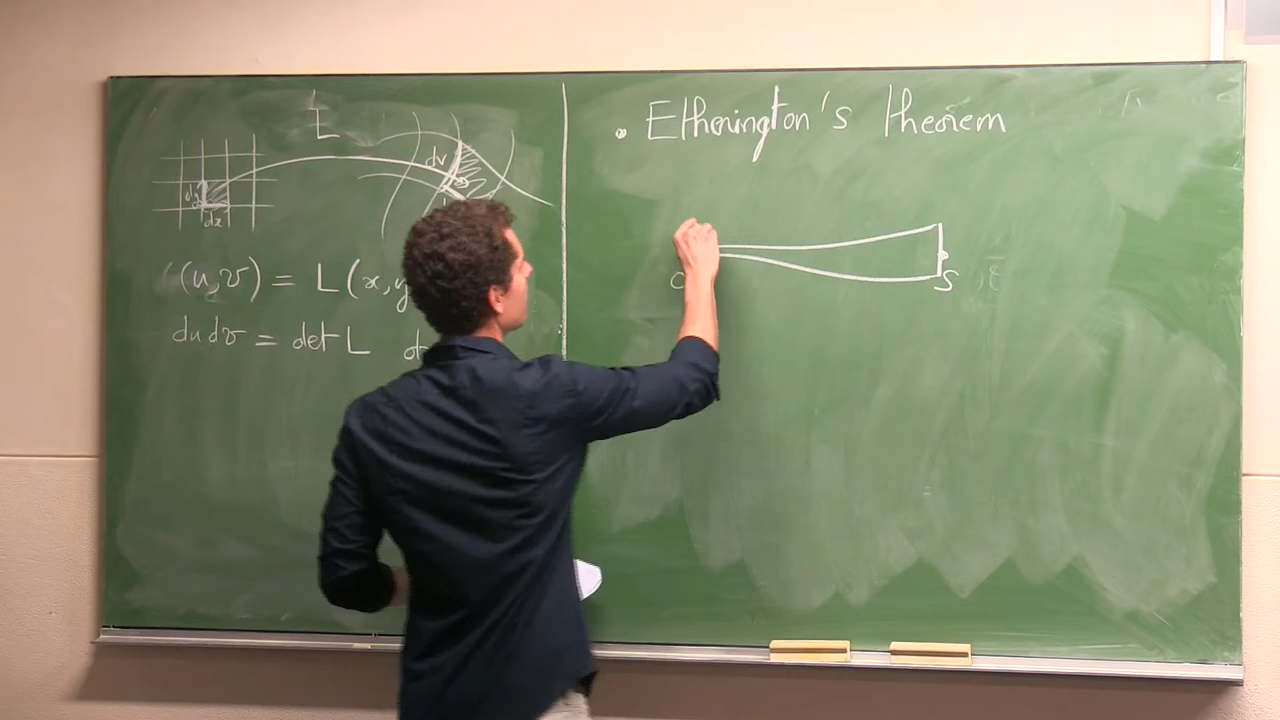 L
dv
dy
dx
(u,v) = L(x,y
du dv = det L d
• Etherington's theorem
S